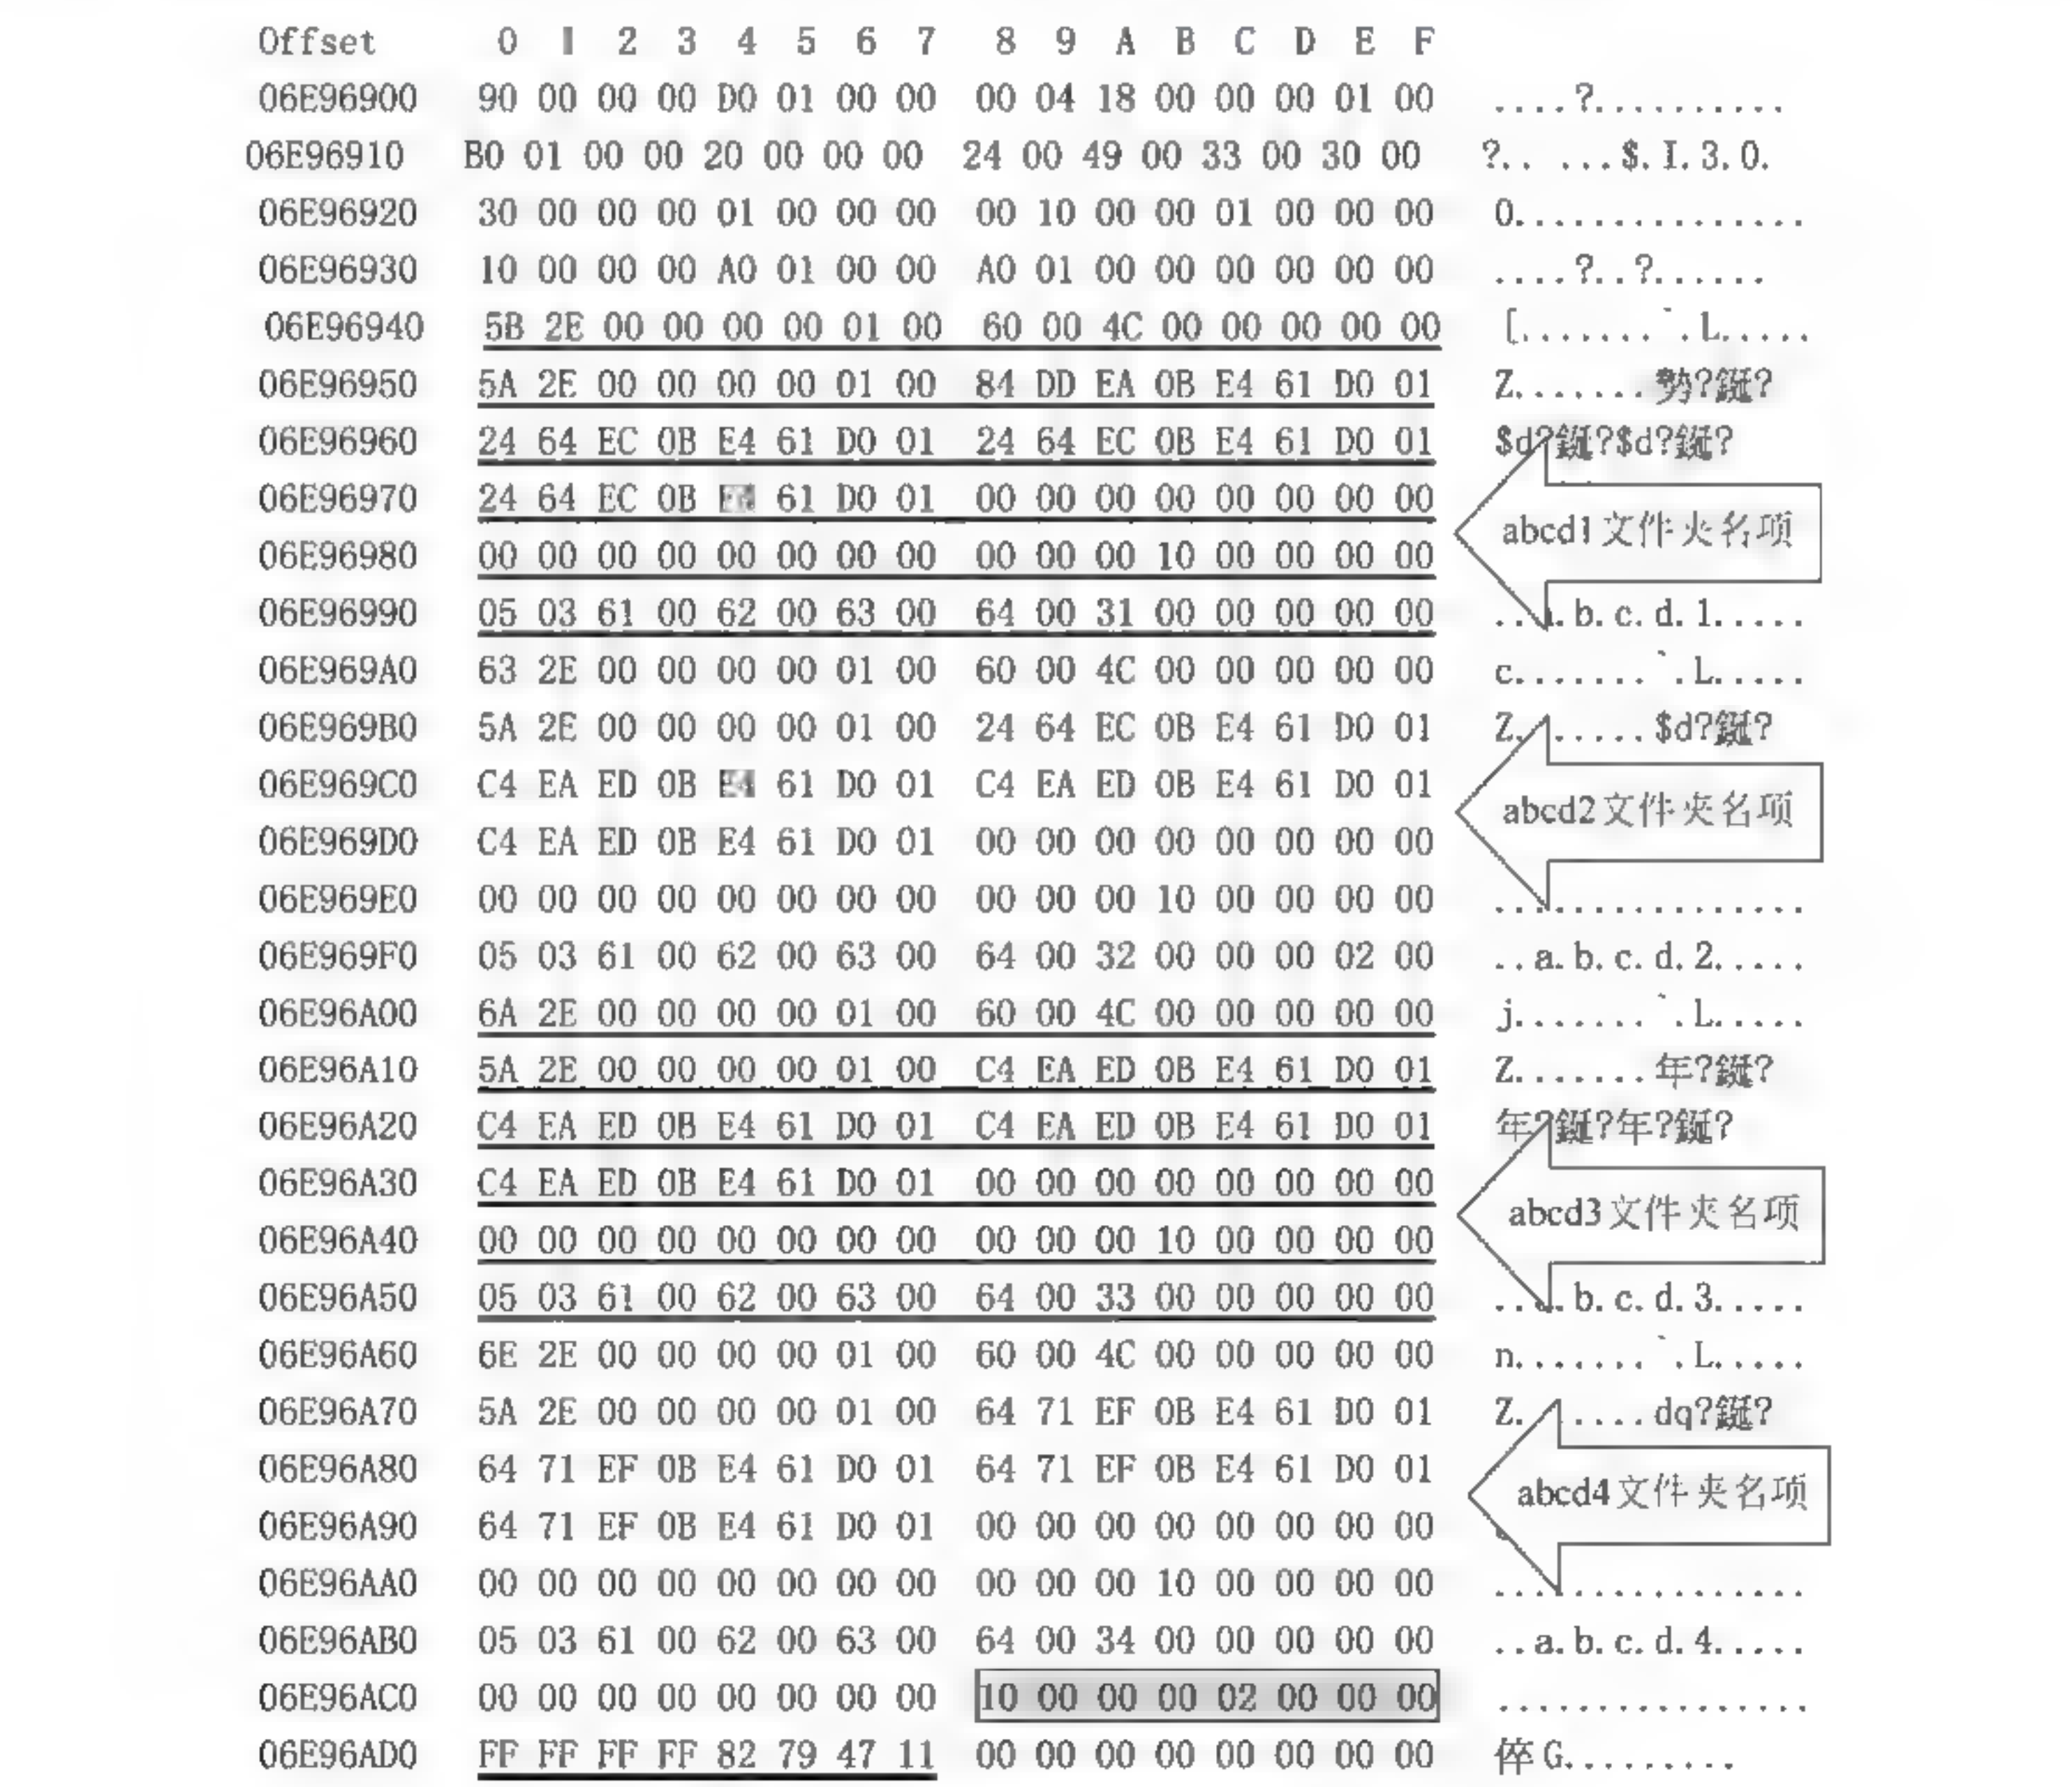 Offset 0 1 2 3 4 5 6 7 8 9 A B C D E F
06E96900 90 00 00 00 D0 01 00 00 00 04 18 00 00 00 01 00 ....?..........
06E96910 B0 01 00 00 20 00 00 00 24 00 49 00 33 00 30 00 ?.. ...$.I.3.0.
06E96920 30 00 00 00 01 00 00 00 00 10 00 00 01 00 00 00 0...............
06E96930 10 00 00 00 A0 01 00 00 A0 01 00 00 00 00 00 00 ....?..?......
06E96940 5B 2E 00 00 00 00 01 00 60 00 4C 00 00 00 00 00 [.......`.L.....
06E96950 5A 2E 00 00 00 00 01 00 84 DD EA 0B E4 61 D0 01 Z.......勢?鋋?
06E96960 24 64 EC 0B E4 61 D0 01 24 64 EC 0B E4 61 D0 01 $d?鋋?$d?鋋?
06E96970 24 64 EC 0B 61 D0 01 00 00 00 00 00 00 00 00
abcd1文件夹名项
06E96980 00 00 00 00 00 00 00 00 00 00 00 10 00 00 00 00
06E96990 05 03 61 00 62 00 63 00 64 00 31 00 00 00 00 00 ...b.c.d.1.....
06E969A0 63 2E 00 00 00 00 01 00 60 00 4C 00 00 00 00 00 c.......`.L.....
06E969B0 5A 2E 00 00 00 00 01 00 24 64 EC 0B E4 61 D0 01 Z.......$d?鋋?
06E969C0 C4 EA ED 0B E4 61 D0 01 C4 EA ED 0B E4 61 D0 01
abcd2文件夹名项
06E969D0 C4 EA ED 0B E4 61 D0 01 00 00 00 00 00 00 00 00
06E969E0 00 00 00 00 00 00 00 00 00 00 00 10 00 00 00 00 ................
06E969F0 05 03 61 00 62 00 63 00 64 00 32 00 00 00 02 00 ..a.b.c.d.2.....
06E96A00 6A 2E 00 00 00 00 01 00 60 00 4C 00 00 00 00 00 j.......`.L.....
06E96A10 5A 2E 00 00 00 00 01 00 C4 EA ED 0B E4 61 D0 01 Z.......年?鋋?
06E96A20 C4 EA ED 0B E4 61 D0 01 C4 EA ED 0B E4 61 D0 01 年?鋋?年?鋋?
06E96A30 C4 EA ED 0B E4 61 D0 01 00 00 00 00 00 00 00 00
abcd3文件夹名项
06E96A40 00 00 00 00 00 00 00 00 00 00 00 10 00 00 00 00
06E96A50 05 03 61 00 62 00 63 00 64 00 33 00 00 00 00 00 ..a.b.c.d.3.....
06E96A60 6E 2E 00 00 00 00 01 00 60 00 4C 00 00 00 00 00 n.......`.L.....
06E96A70 5A 2E 00 00 00 00 01 00 64 71 EF 0B E4 61 D0 01 Z.......dq?鋋?
06E96A80 64 71 EF 0B E4 61 D0 01 64 71 EF 0B E4 61 D0 01
abcd4文件夹名项
06E96A90 64 71 EF 0B E4 61 D0 01 00 00 00 00 00 00 00 00
06E96AA0 00 00 00 00 00 00 00 00 00 00 00 10 00 00 00 00 ................
06E96AB0 05 03 61 00 62 00 63 00 64 00 34 00 00 00 00 00 ..a.b.c.d.4.....
06E96AC0 00 00 00 00 00 00 00 00 10 00 00 00 02 00 00 00 ................
06E96AD0 FF FF FF FF 82 79 47 11 00 00 00 00 00 00 00 00 倅G.........